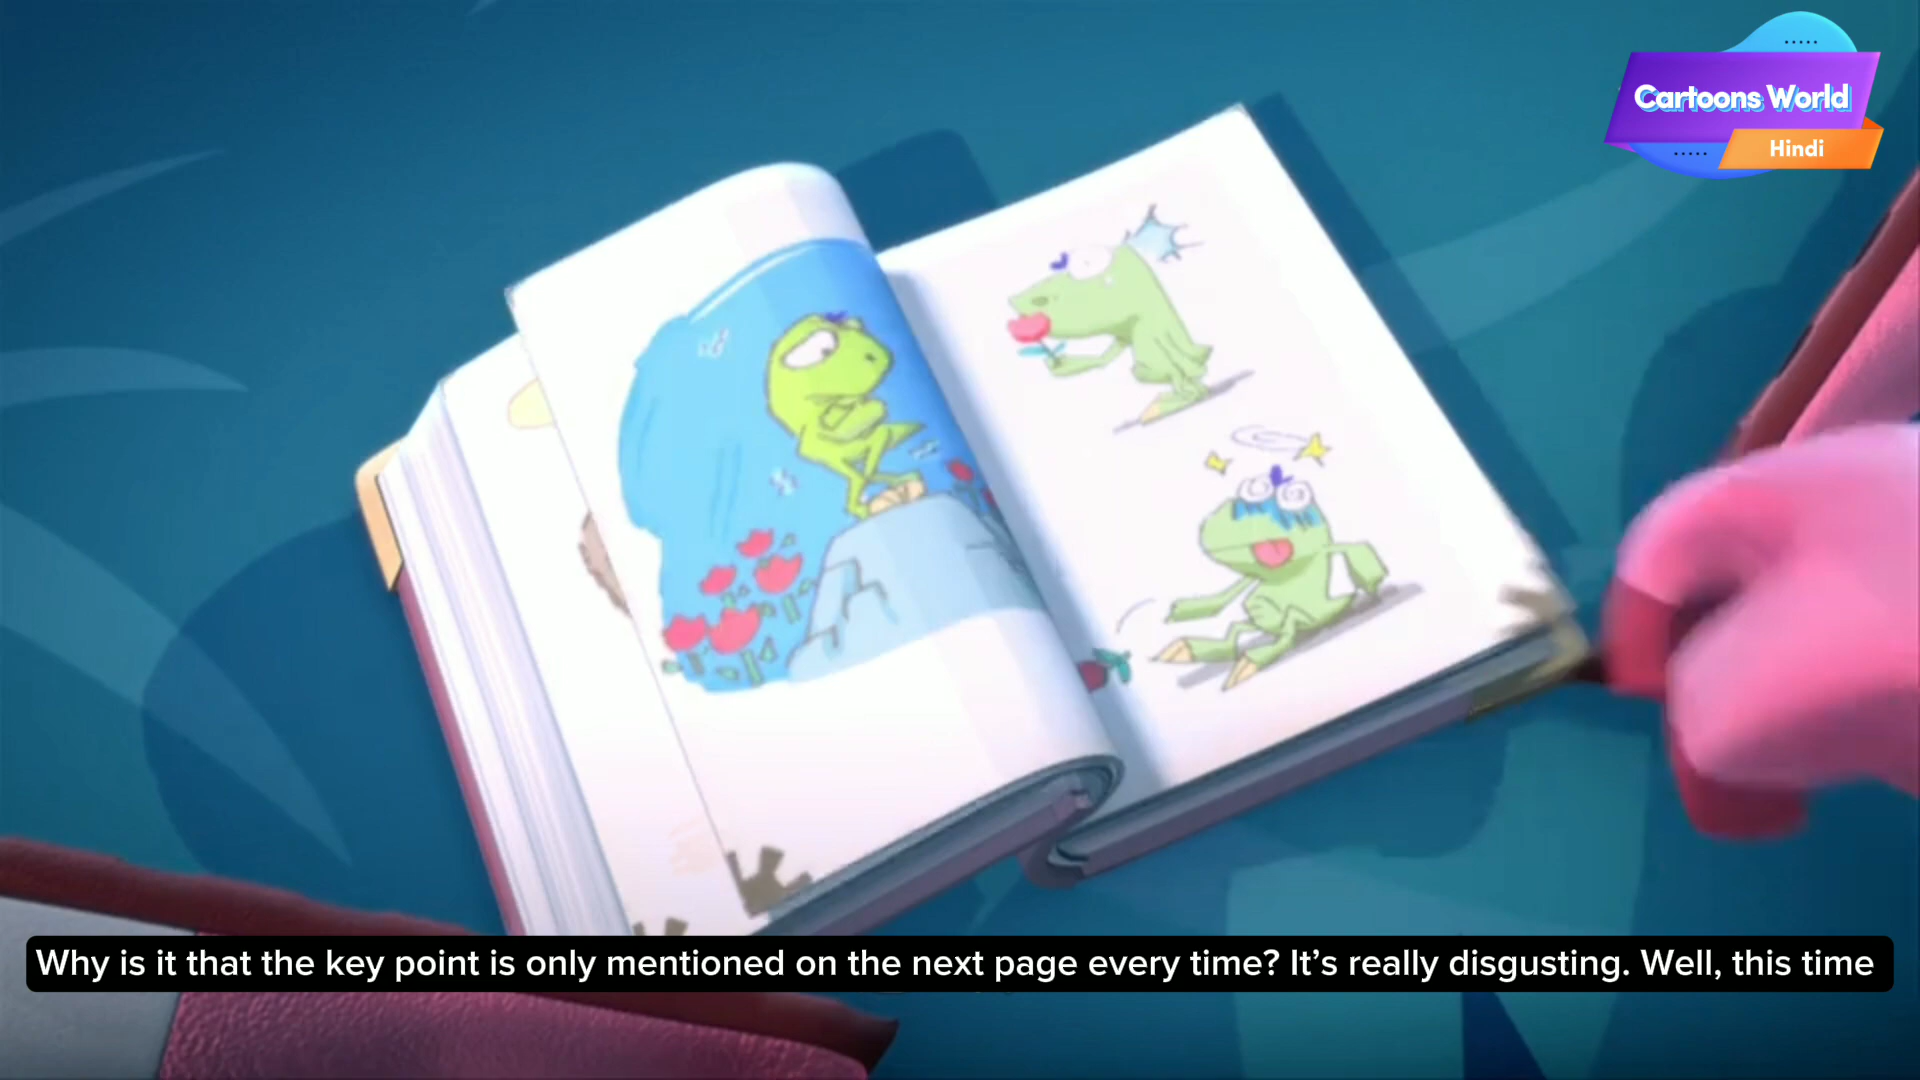 Cartoons World
Hindi
Why is it that the key point is only mentioned on the next page every time? It’s really disgusting. Well, this time